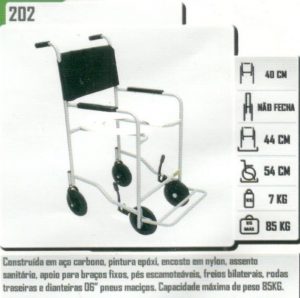 202
40 CM
NÃO FECHA
44 CM
54 CM
7 KG
KG
MAX
85 KG
Construída em aço carbono, pintura epóxi, encosto em nylon, assento
sanitário, apoio para braços fixos, pés escamoteáveis, freios bilaterais, rodas
traseiras e dianteiras 06" pneus maciços. Capacidade máxima de peso 85KG.